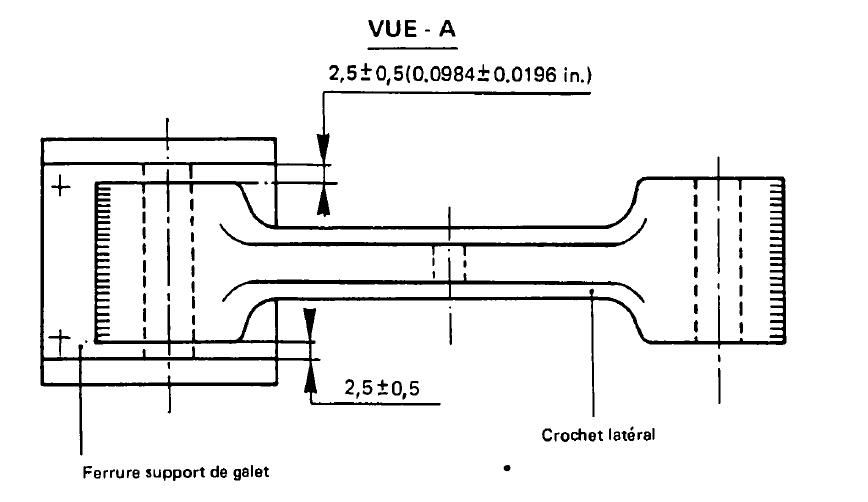 VUE - A
2,5±0,5(0.0984±0.0196 in.)
2,5±0,5
Crochet latéral
Ferrure support de galet